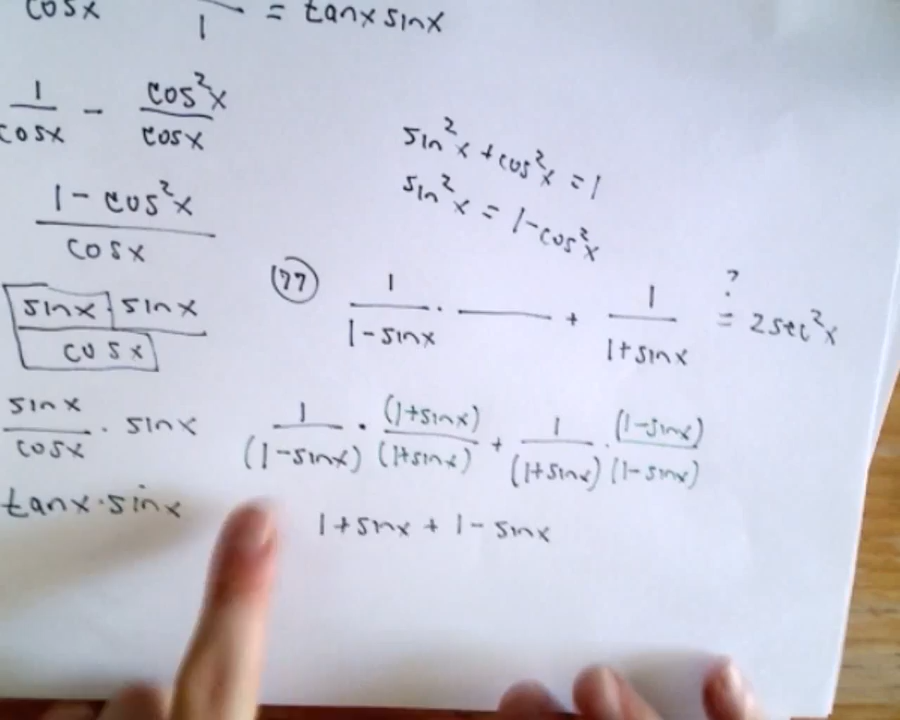 cosx 1 = tanx sinx
1/cosx - cos²x/cosx
1 - cos²x / cosx
sinx · sinx / cosx
sinx/cosx · sinx
tanx · sinx
sin²x + cos²x = 1
sin²x = 1 - cos²x
77 1/1-sinx · ____ + 1/1+sinx ?= 2sec²x
1/(1-sinx) · (1+sinx)/(1+sinx) + 1/(1+sinx) · (1-sinx)/(1-sinx)
1 + sinx + 1 - sinx